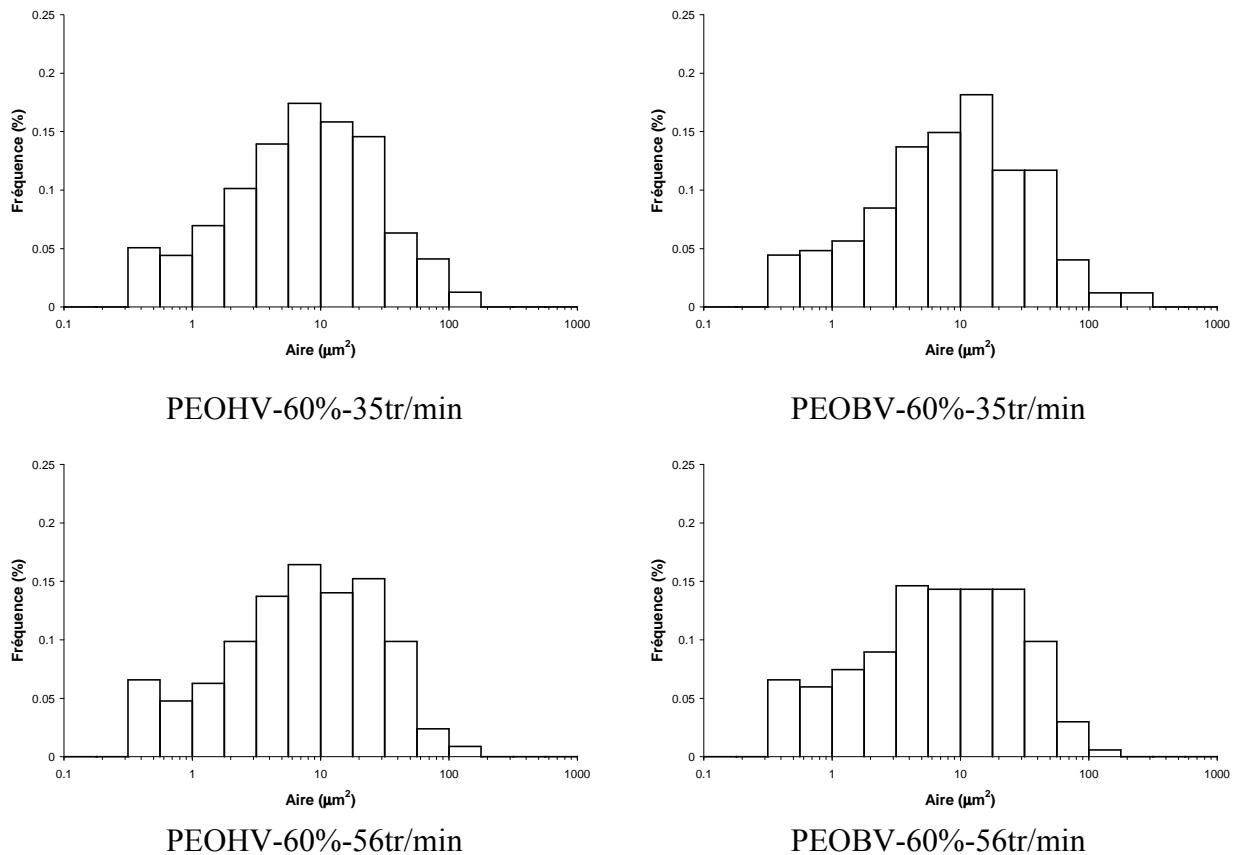 0.25
0.2
0.15
0.1
0.05
0
Fréquence (%)
0.1 1 10 100 1000
Aire (µm²)
PEOHV-60%-35tr/min
0.25
0.2
0.15
0.1
0.05
0
Fréquence (%)
0.1 1 10 100 1000
Aire (µm²)
PEOBV-60%-35tr/min
0.25
0.2
0.15
0.1
0.05
0
Fréquence (%)
0.1 1 10 100 1000
Aire (µm²)
PEOHV-60%-56tr/min
0.25
0.2
0.15
0.1
0.05
0
Fréquence (%)
0.1 1 10 100 1000
Aire (µm²)
PEOBV-60%-56tr/min